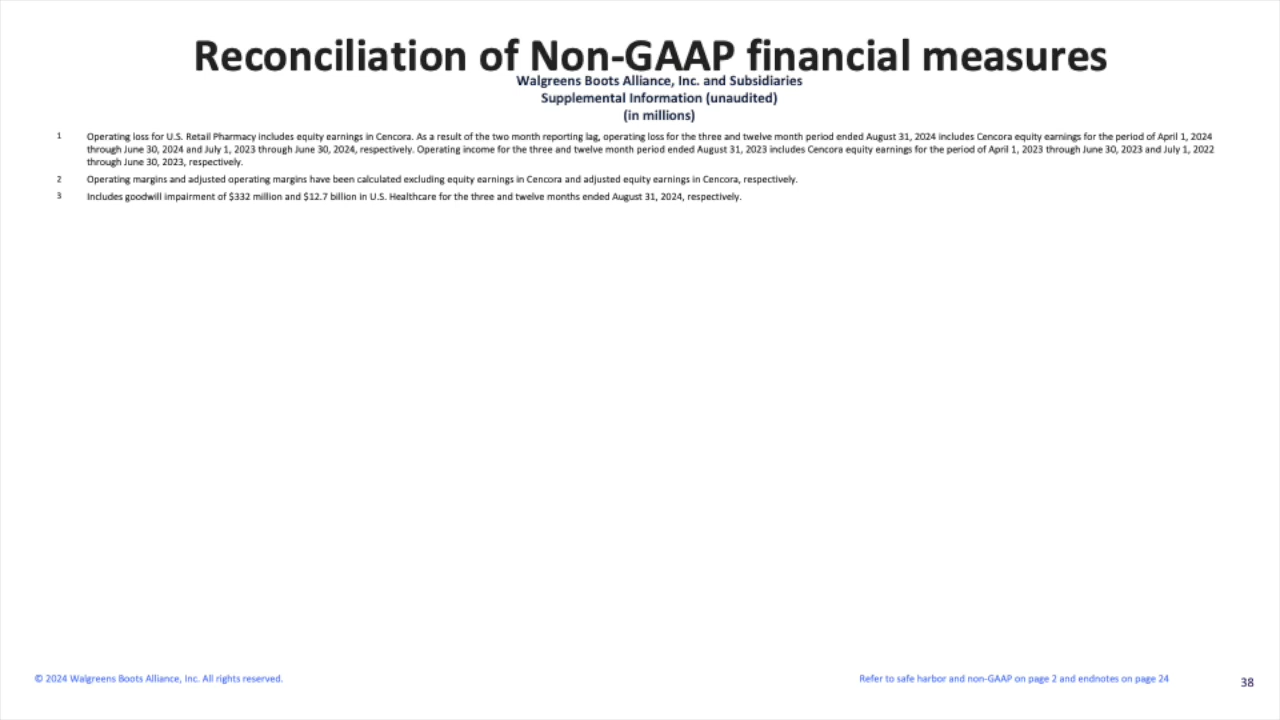 Reconciliation of Non-GAAP financial measures
Walgreens Boots Alliance, Inc. and Subsidiaries
Supplemental Information (unaudited)
(in millions)
1 Operating loss for U.S. Retail Pharmacy includes equity earnings in Cencora. As a result of the two month reporting lag, operating loss for the three and twelve month period ended August 31, 2024 includes Cencora equity earnings for the period of April 1, 2024
through June 30, 2024 and July 1, 2023 through June 30, 2024, respectively. Operating income for the three and twelve month period ended August 31, 2023 includes Cencora equity earnings for the period of April 1, 2023 through June 30, 2023 and July 1, 2022
through June 30, 2023, respectively.
2 Operating margins and adjusted operating margins have been calculated excluding equity earnings in Cencora and adjusted equity earnings in Cencora, respectively.
3 Includes goodwill impairment of $332 million and $12.7 billion in U.S. Healthcare for the three and twelve months ended August 31, 2024, respectively.
© 2024 Walgreens Boots Alliance, Inc. All rights reserved.
Refer to safe harbor and non-GAAP on page 2 and endnotes on page 24
38